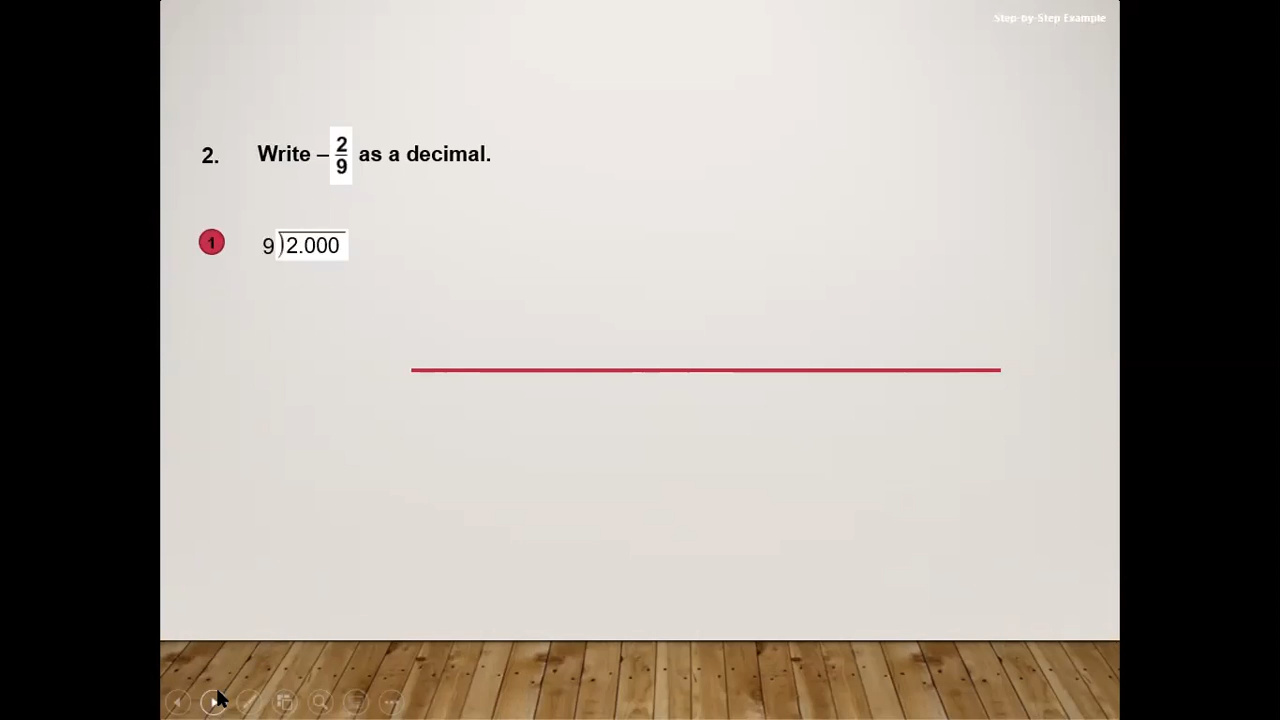 Step-by-Step Example
2. Write – 2/9 as a decimal.
1 9)2.000